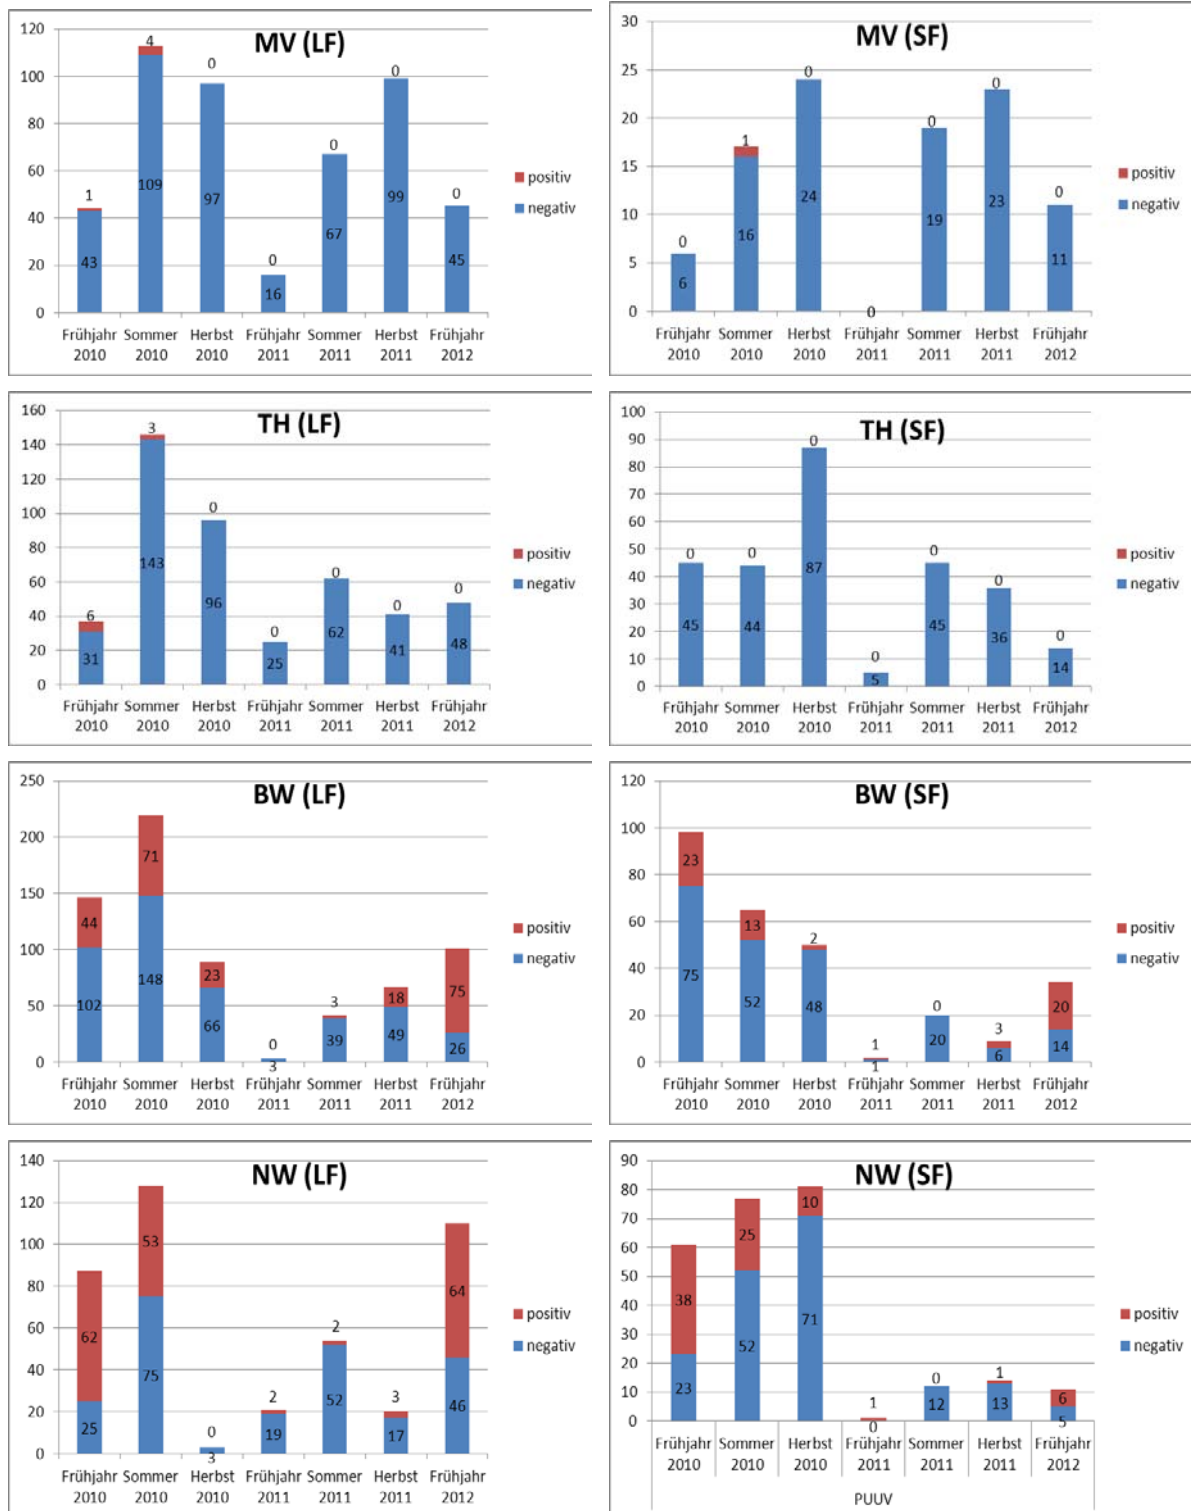 MV (LF)
120
100
80
60
40
20
0
1
4
0
0
0
0
0
43
109
97
16
67
99
45
Frühjahr 2010
Sommer 2010
Herbst 2010
Frühjahr 2011
Sommer 2011
Herbst 2011
Frühjahr 2012
positiv
negativ
MV (SF)
30
25
20
15
10
5
0
0
1
0
0
0
0
0
6
16
24
19
23
11
Frühjahr 2010
Sommer 2010
Herbst 2010
Frühjahr 2011
Sommer 2011
Herbst 2011
Frühjahr 2012
positiv
negativ
TH (LF)
160
140
120
100
80
60
40
20
0
6
3
0
0
0
0
0
31
143
96
25
62
41
48
Frühjahr 2010
Sommer 2010
Herbst 2010
Frühjahr 2011
Sommer 2011
Herbst 2011
Frühjahr 2012
positiv
negativ
TH (SF)
100
90
80
70
60
50
40
30
20
10
0
0
0
0
0
0
0
0
45
44
87
5
45
36
14
Frühjahr 2010
Sommer 2010
Herbst 2010
Frühjahr 2011
Sommer 2011
Herbst 2011
Frühjahr 2012
positiv
negativ
BW (LF)
250
200
150
100
50
0
44
71
23
0
3
18
75
102
148
66
3
39
49
26
Frühjahr 2010
Sommer 2010
Herbst 2010
Frühjahr 2011
Sommer 2011
Herbst 2011
Frühjahr 2012
positiv
negativ
BW (SF)
120
100
80
60
40
20
0
23
13
2
1
0
3
20
75
52
48
1
20
6
14
Frühjahr 2010
Sommer 2010
Herbst 2010
Frühjahr 2011
Sommer 2011
Herbst 2011
Frühjahr 2012
positiv
negativ
NW (LF)
140
120
100
80
60
40
20
0
62
53
0
2
2
3
64
25
75
3
19
52
17
46
Frühjahr 2010
Sommer 2010
Herbst 2010
Frühjahr 2011
Sommer 2011
Herbst 2011
Frühjahr 2012
positiv
negativ
NW (SF)
90
80
70
60
50
40
30
20
10
0
38
25
10
1
0
1
6
23
52
71
0
12
13
5
Frühjahr 2010
Sommer 2010
Herbst 2010
Frühjahr 2011
Sommer 2011
Herbst 2011
Frühjahr 2012
PUUV
positiv
negativ